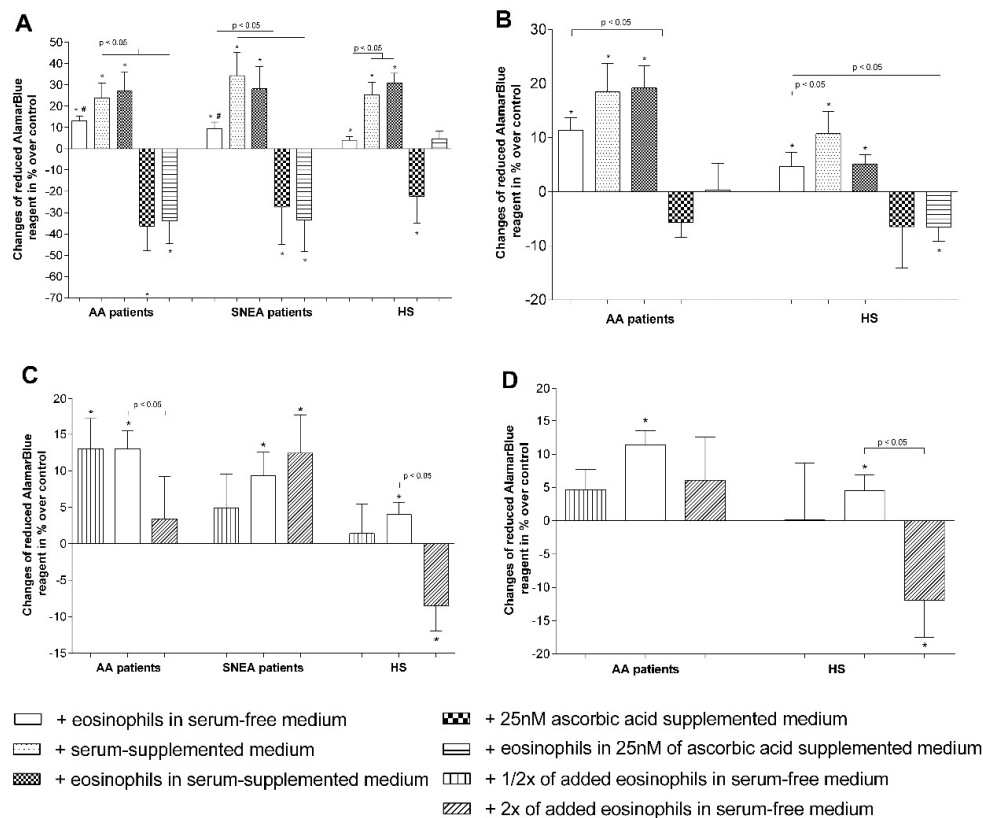 A
p < 0.05
p < 0.05
p < 0.05
Changes of reduced AlamarBlue
reagent in % over control
50
40
30
20
10
0
-10
-20
-30
-40
-50
-60
-70
* #
*
*
*
*
* #
*
*
*
*
*
*
*
*
AA patients
SNEA patients
HS
B
p < 0.05
p < 0.05
p < 0.05
Changes of reduced AlamarBlue
reagent in % over control
30
20
10
0
-10
-20
*
*
*
*
*
*
*
AA patients
HS
C
p < 0.05
p < 0.05
Changes of reduced AlamarBlue
reagent in % over control
20
15
10
5
0
-5
-10
-15
*
*
*
*
*
*
AA patients
SNEA patients
HS
D
p < 0.05
Changes of reduced AlamarBlue
reagent in % over control
20
15
10
5
0
-5
-10
-15
-20
*
*
*
AA patients
HS
+ eosinophils in serum-free medium
+ serum-supplemented medium
+ eosinophils in serum-supplemented medium
+ 25nM ascorbic acid supplemented medium
+ eosinophils in 25nM of ascorbic acid supplemented medium
+ 1/2x of added eosinophils in serum-free medium
+ 2x of added eosinophils in serum-free medium